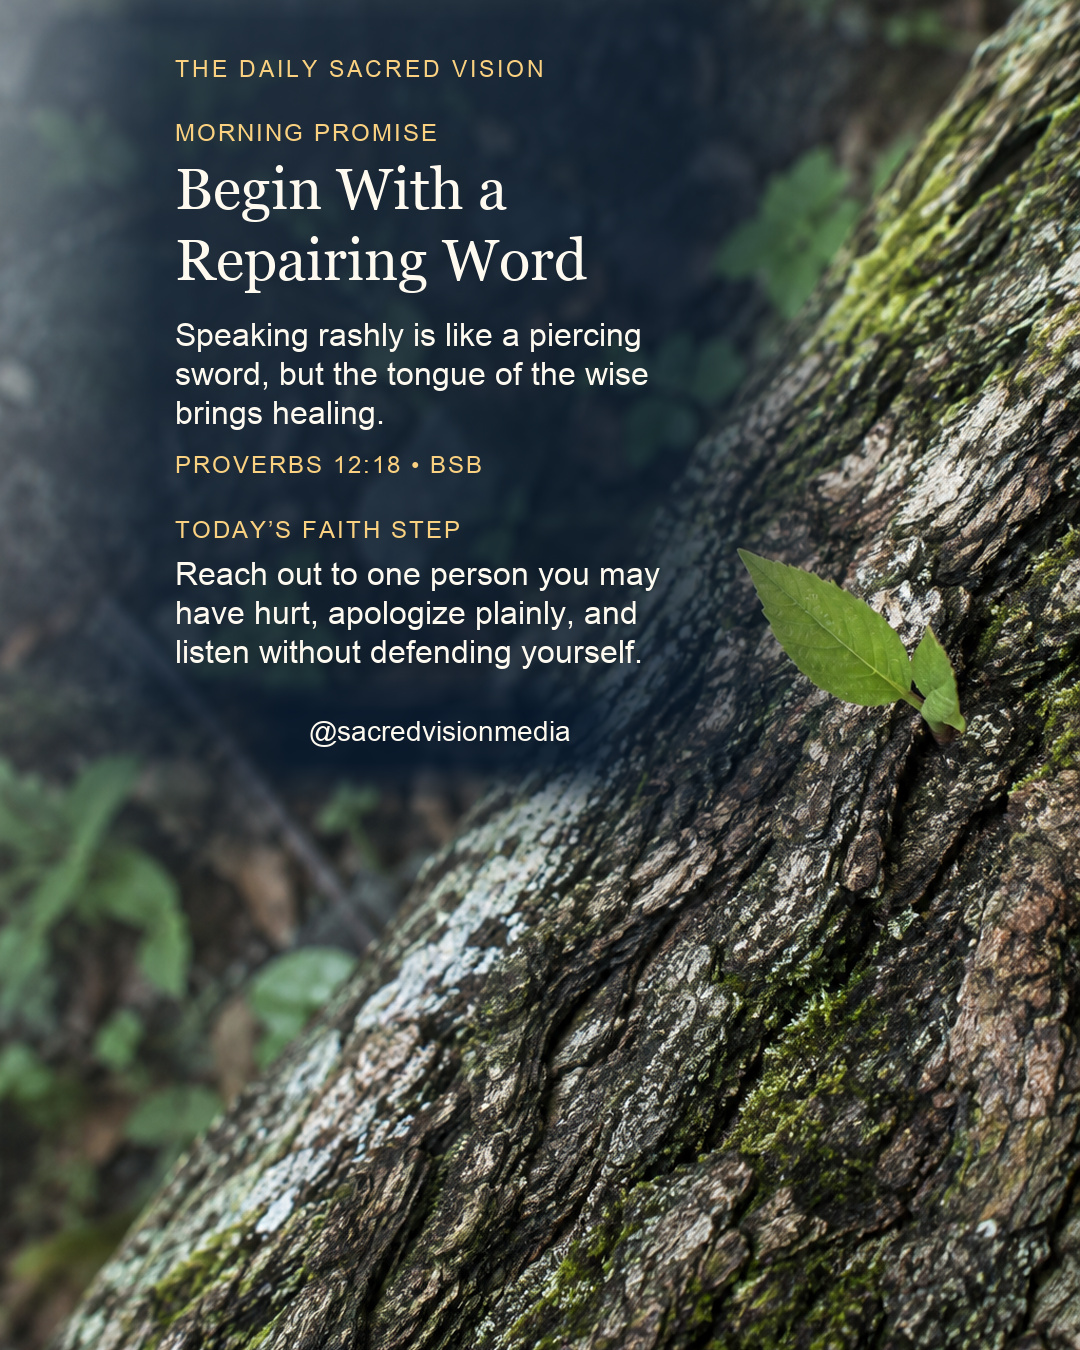 THE DAILY SACRED VISION
MORNING PROMISE
Begin With a
Repairing Word
Speaking rashly is like a piercing
sword, but the tongue of the wise
brings healing.
PROVERBS 12:18 • BSB
TODAY’S FAITH STEP
Reach out to one person you may
have hurt, apologize plainly, and
listen without defending yourself.
@sacredvisionmedia